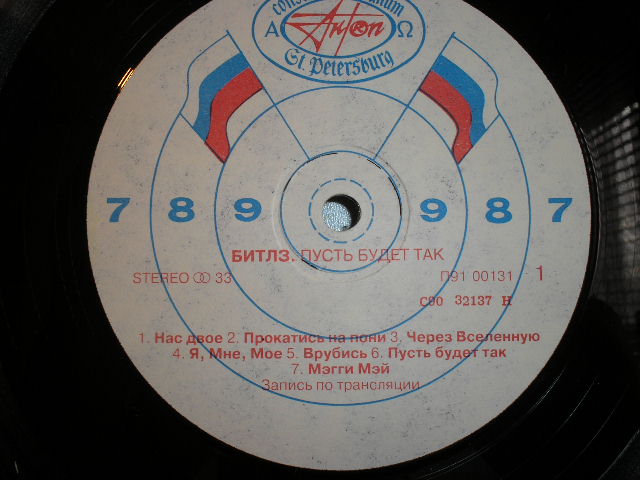 Антроп
А Ω
St. Petersburg
7 8 9 9 8 7
БИТЛЗ. ПУСТЬ БУДЕТ ТАК
STEREO 33 П91 00131 1
С90 32137 Н
1. Нас двое 2. Прокатись на пони 3. Через Вселенную
4. Я, Мне, Мое 5. Врубись 6. Пусть будет так
7. Мэгги Мэй
Запись по трансляции